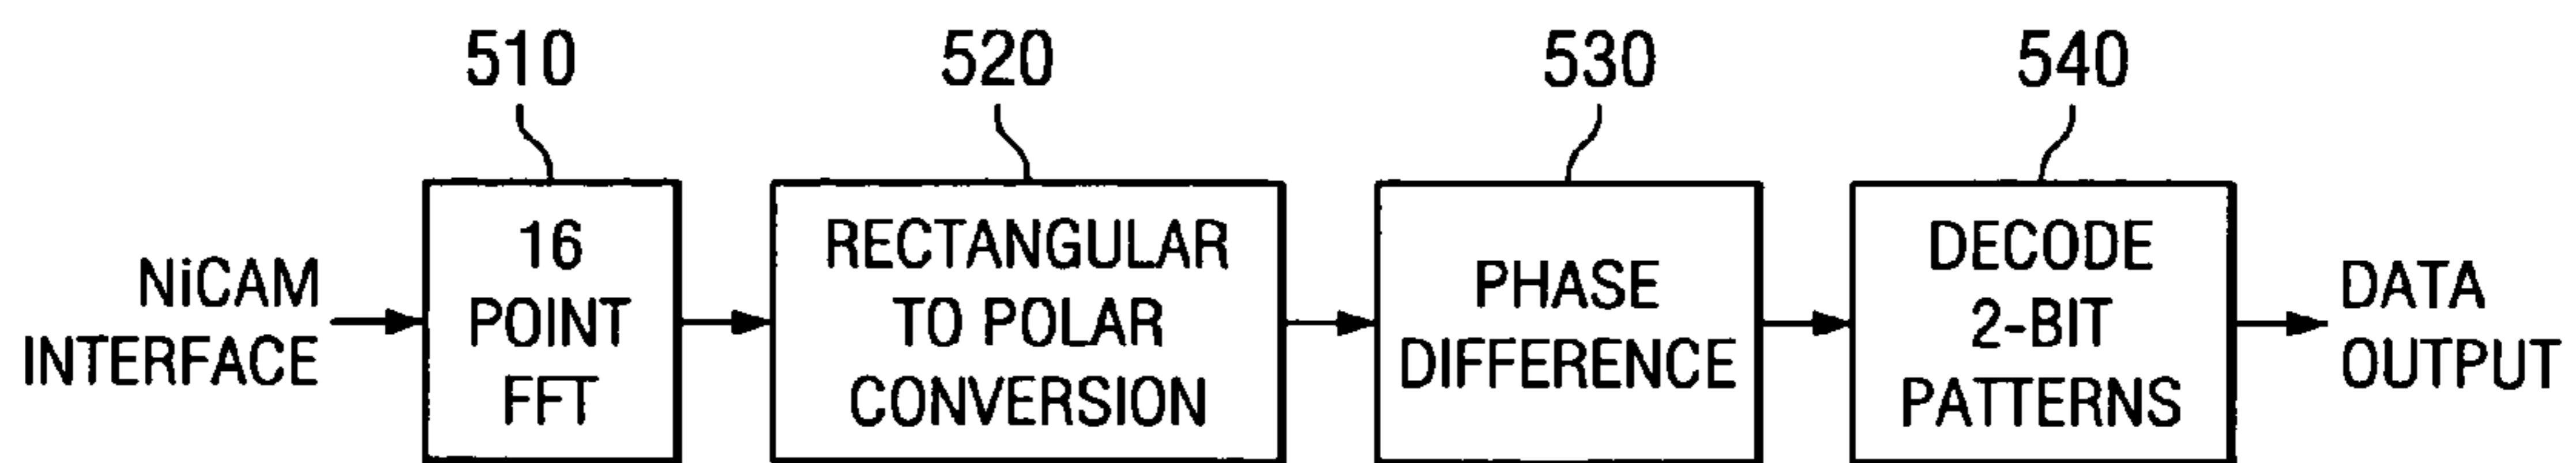 510
520
530
540
NiCAM
INTERFACE
16
POINT
FFT
RECTANGULAR
TO POLAR
CONVERSION
PHASE
DIFFERENCE
DECODE
2-BIT
PATTERNS
DATA
OUTPUT